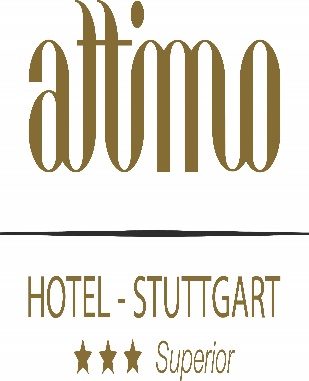 attimo
HOTEL - STUTTGART
★★★ Superior